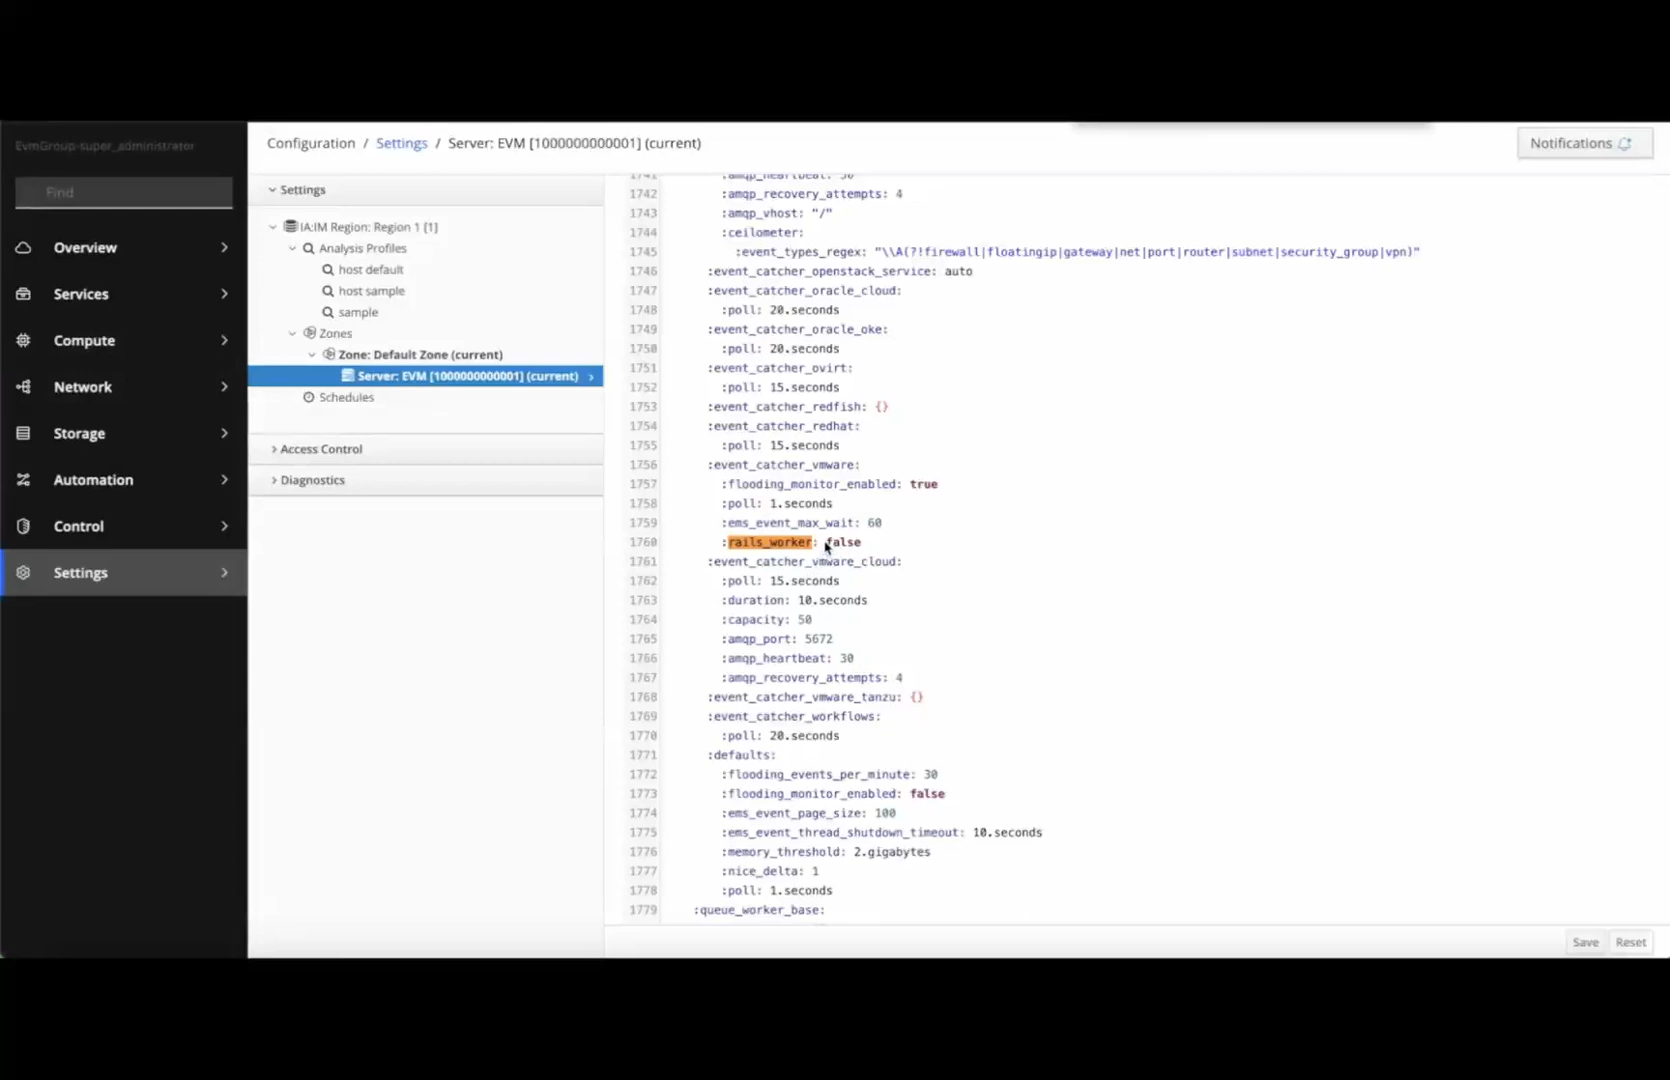 EvmGroup-super_administrator
Find
Overview
Services
Compute
Network
Storage
Automation
Control
Settings
Configuration / Settings / Server: EVM [1000000000001] (current)
Notifications
Settings
IA:IM Region: Region 1 [1]
Analysis Profiles
host default
host sample
sample
Zones
Zone: Default Zone (current)
Server: EVM [1000000000001] (current)
Schedules
Access Control
Diagnostics
1741 :amqp_heartbeat: 30
1742 :amqp_recovery_attempts: 4
1743 :amqp_vhost: "/"
1744 :ceilometer:
1745 :event_types_regex: "\\A(?!firewall|floatingip|gateway|net|port|router|subnet|security_group|vpn)"
1746 :event_catcher_openstack_service: auto
1747 :event_catcher_oracle_cloud:
1748 :poll: 20.seconds
1749 :event_catcher_oracle_oke:
1750 :poll: 20.seconds
1751 :event_catcher_ovirt:
1752 :poll: 15.seconds
1753 :event_catcher_redfish: {}
1754 :event_catcher_redhat:
1755 :poll: 15.seconds
1756 :event_catcher_vmware:
1757 :flooding_monitor_enabled: true
1758 :poll: 1.seconds
1759 :ems_event_max_wait: 60
1760 :rails_worker: false
1761 :event_catcher_vmware_cloud:
1762 :poll: 15.seconds
1763 :duration: 10.seconds
1764 :capacity: 50
1765 :amqp_port: 5672
1766 :amqp_heartbeat: 30
1767 :amqp_recovery_attempts: 4
1768 :event_catcher_vmware_tanzu: {}
1769 :event_catcher_workflows:
1770 :poll: 20.seconds
1771 :defaults:
1772 :flooding_events_per_minute: 30
1773 :flooding_monitor_enabled: false
1774 :ems_event_page_size: 100
1775 :ems_event_thread_shutdown_timeout: 10.seconds
1776 :memory_threshold: 2.gigabytes
1777 :nice_delta: 1
1778 :poll: 1.seconds
1779 :queue_worker_base:
Save Reset